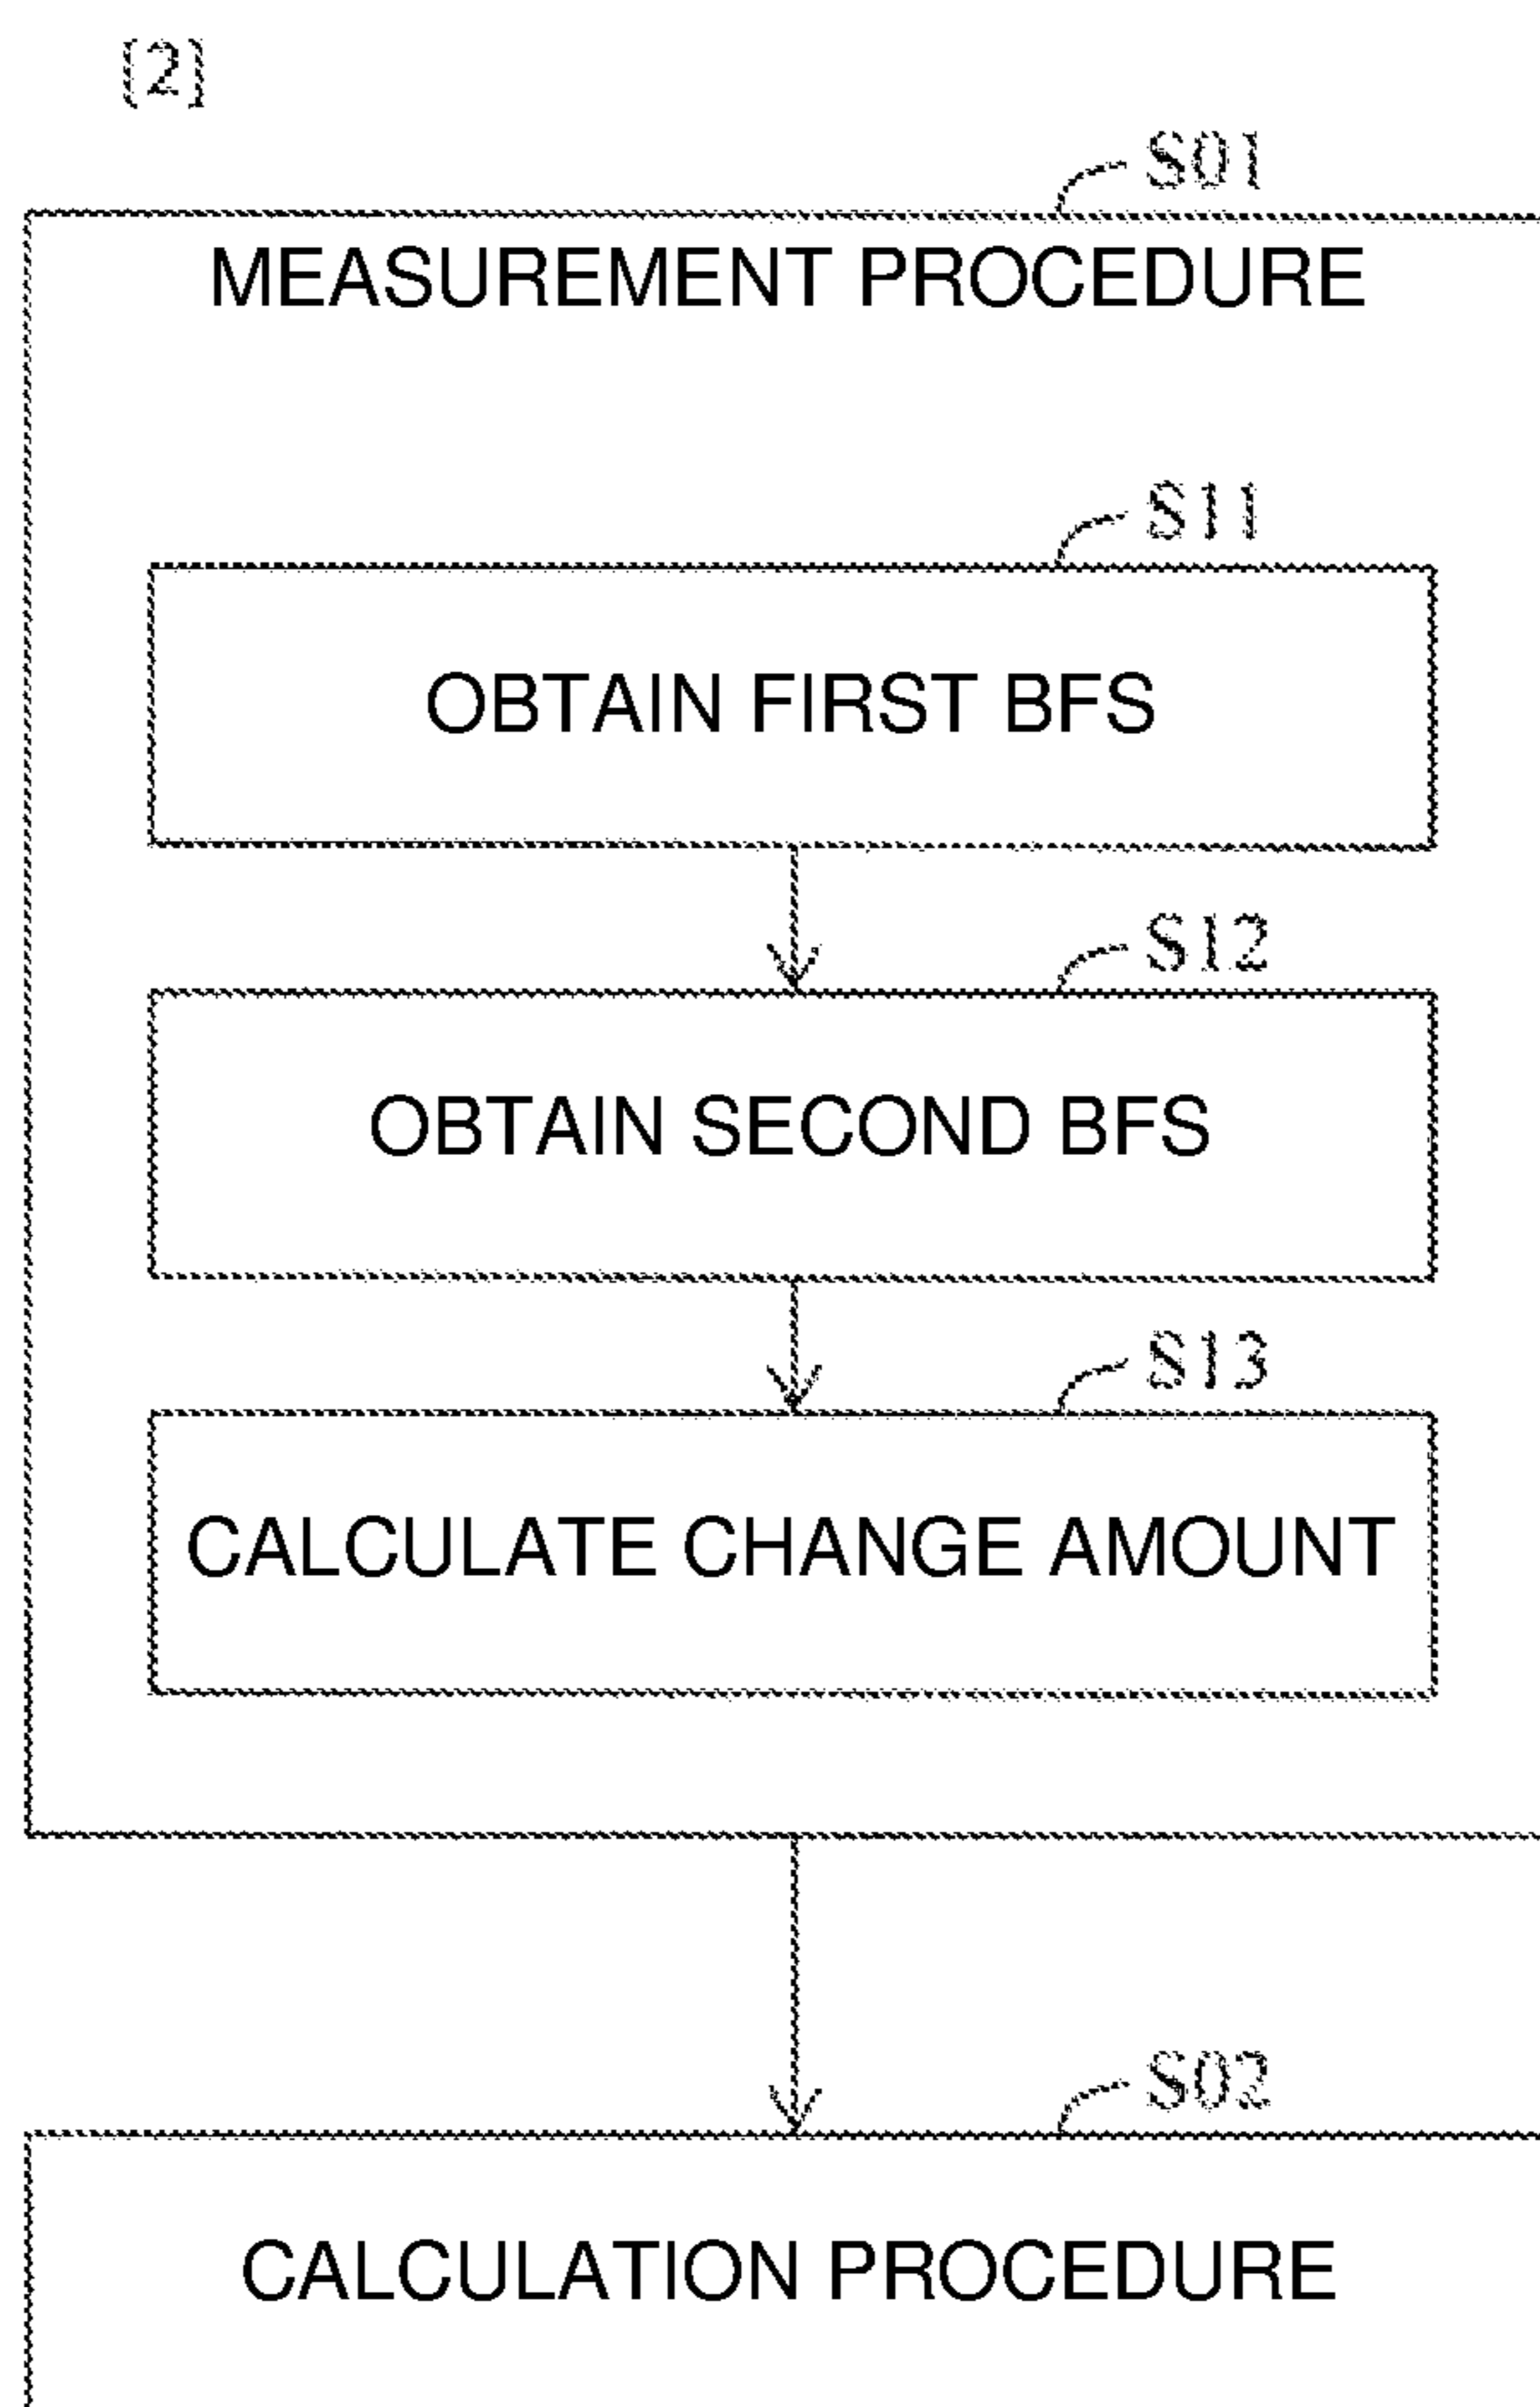 [2]
S01
MEASUREMENT PROCEDURE
S11
OBTAIN FIRST BFS
S12
OBTAIN SECOND BFS
S13
CALCULATE CHANGE AMOUNT
S02
CALCULATION PROCEDURE